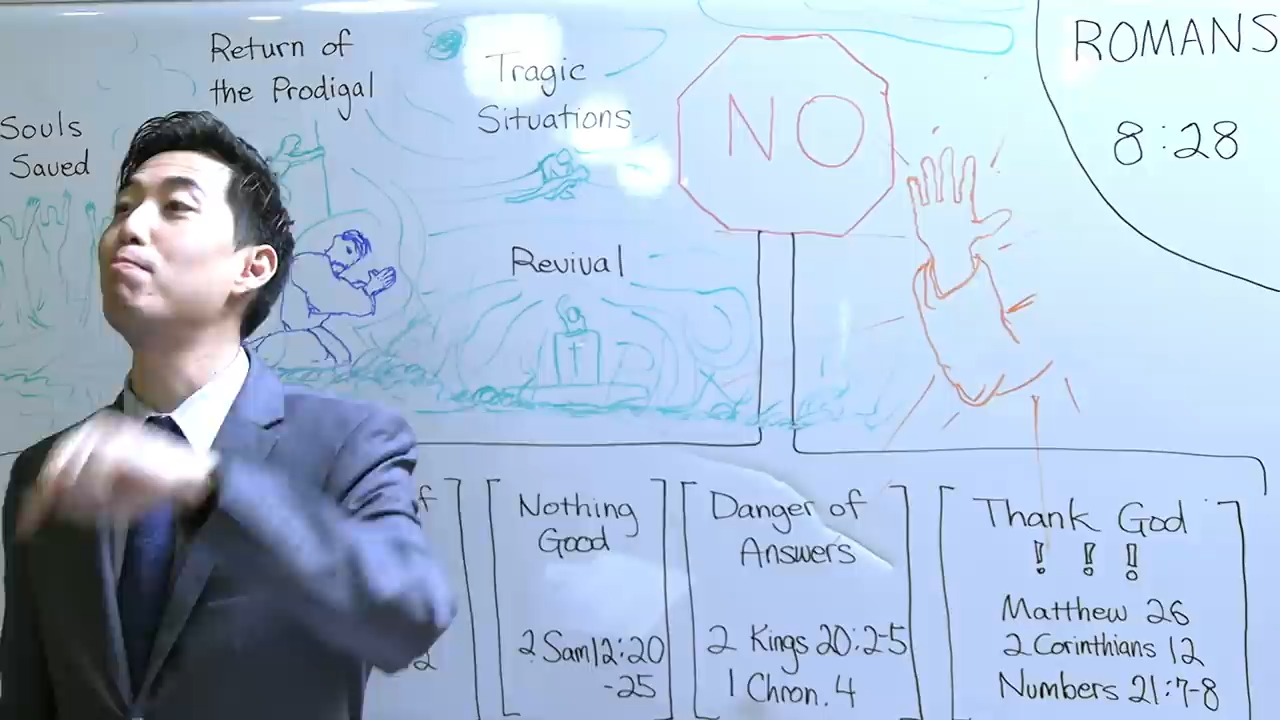 Souls
Saved
Return of
the Prodigal
Tragic
Situations
Revival
NO
ROMANS
8:28
Nothing
Good
2 Sam 12:20
-25
Danger of
Answers
2 Kings 20:2-5
1 Chron. 4
Thank God
! ! !
Matthew 26
2 Corinthians 12
Numbers 21:7-8